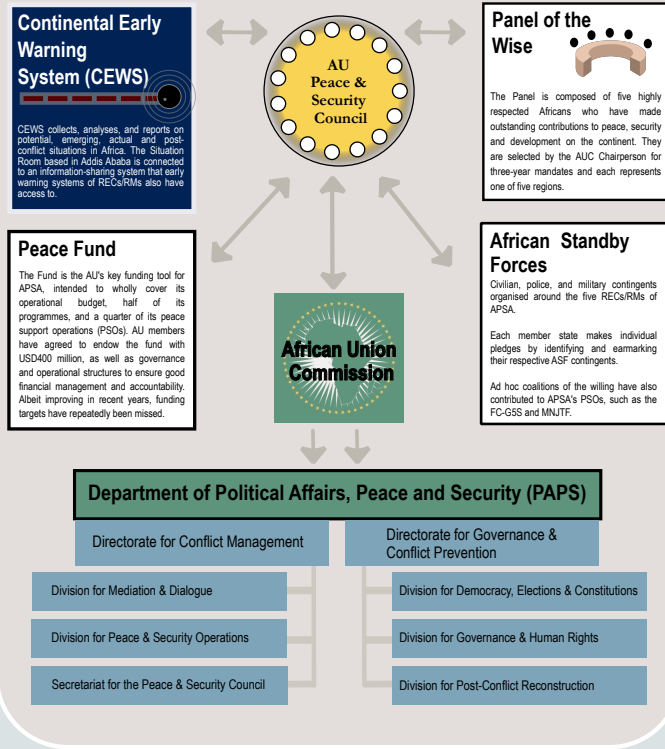 Continental Early
Warning
System (CEWS)
CEWS collects, analyses, and reports on
potential, emerging, actual and post-
conflict situations in Africa. The Situation
Room based in Addis Ababa is connected
to an information-sharing system that early
warning systems of RECs/RMs also have
access to.
AU
Peace &
Security
Council
Panel of the
Wise
The Panel is composed of five highly
respected Africans who have made
outstanding contributions to peace, security
and development on the continent. They
are selected by the AUC Chairperson for
three-year mandates and each represents
one of five regions.
Peace Fund
The Fund is the AU's key funding tool for
APSA, intended to wholly cover its
operational budget, half of its
programmes, and a quarter of its peace
support operations (PSOs). AU members
have agreed to endow the fund with
USD400 million, as well as governance
and operational structures to ensure good
financial management and accountability.
Albeit improving in recent years, funding
targets have repeatedly been missed.
African Union
Commission
African Standby
Forces
Civilian, police, and military contingents
organised around the five RECs/RMs of
APSA.
Each member state makes individual
pledges by identifying and earmarking
their respective ASF contingents.
Ad hoc coalitions of the willing have also
contributed to APSA's PSOs, such as the
FC-G5S and MNJTF.
Department of Political Affairs, Peace and Security (PAPS)
Directorate for Conflict Management
Division for Mediation & Dialogue
Division for Peace & Security Operations
Secretariat for the Peace & Security Council
Directorate for Governance &
Conflict Prevention
Division for Democracy, Elections & Constitutions
Division for Governance & Human Rights
Division for Post-Conflict Reconstruction